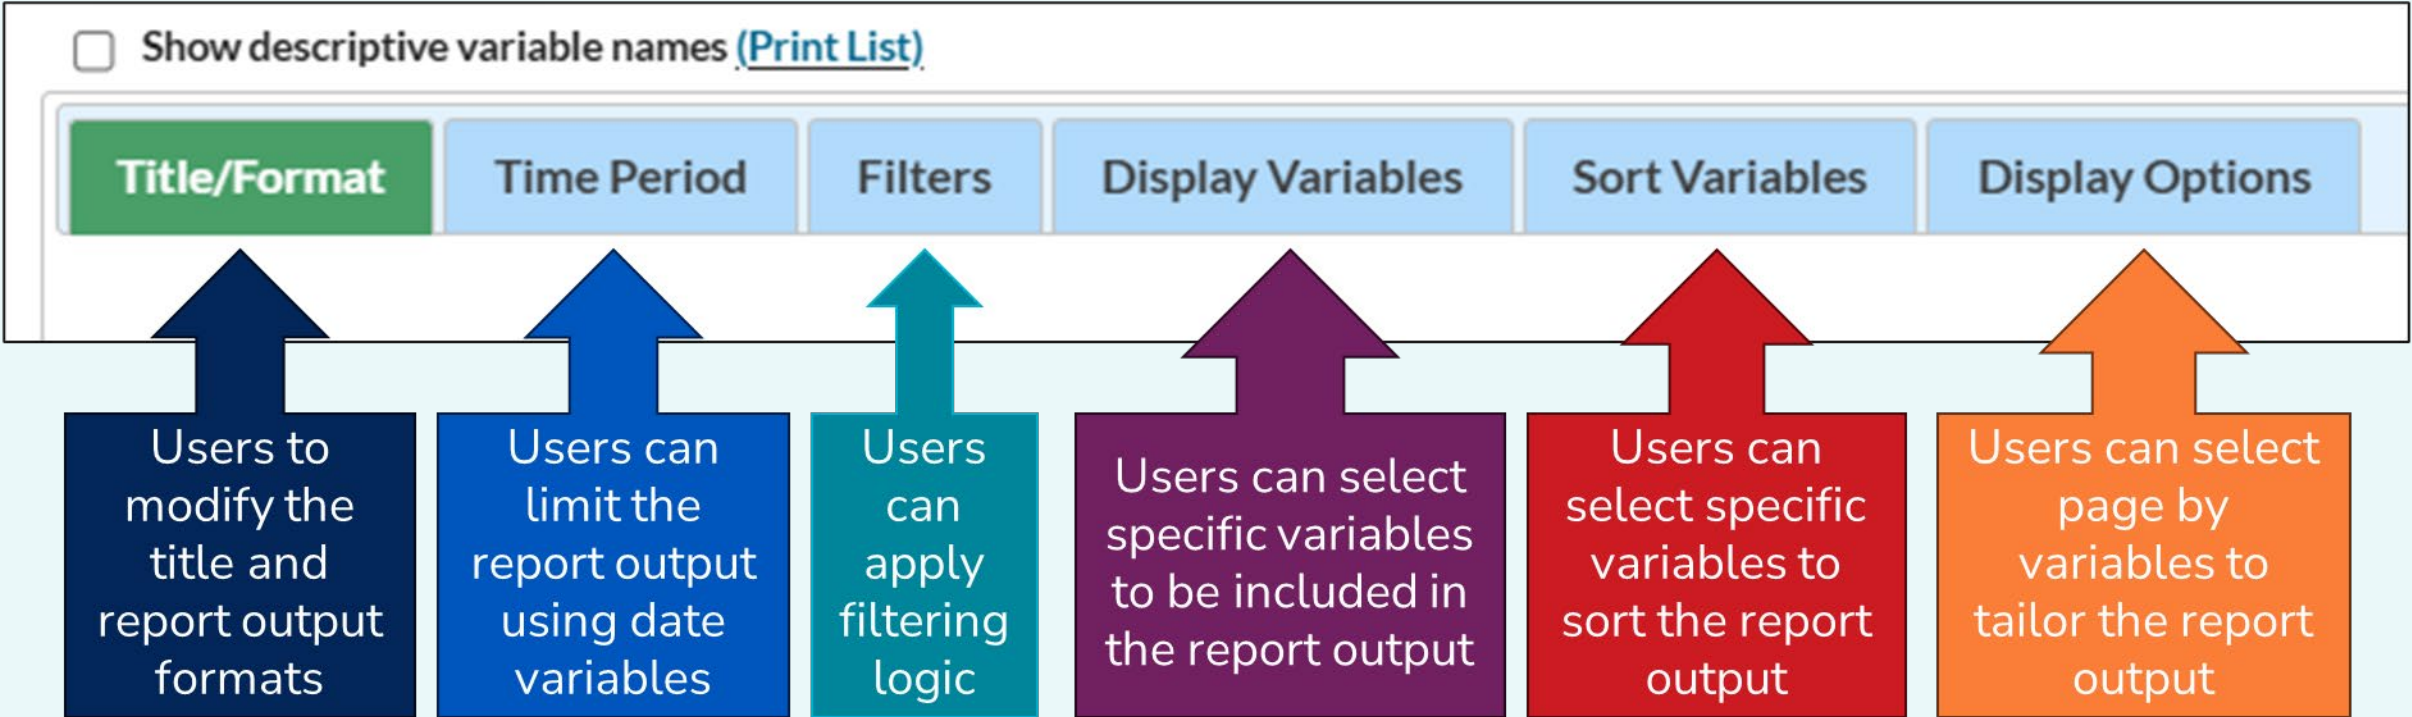 Show descriptive variable names (Print List)
Title/Format
Time Period
Filters
Display Variables
Sort Variables
Display Options
Users to
modify the
title and
report output
formats
Users can
limit the
report output
using date
variables
Users
can
apply
filtering
logic
Users can select
specific variables
to be included in
the report output
Users can
select specific
variables to
sort the report
output
Users can select
page by
variables to
tailor the report
output